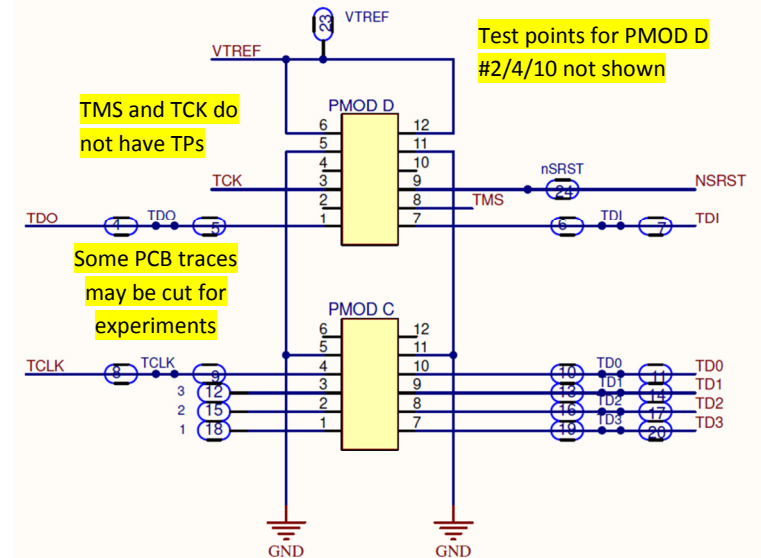 23 VTREF
VTREF
Test points for PMOD D
#2/4/10 not shown
TMS and TCK do
not have TPs
PMOD D
6 12
5 11
4 10
TCK 3 9 nSRST 24 NSRST
2 8 TMS
TDO 4 TDO 5 1 7 6 TDI 7 TDI
Some PCB traces
may be cut for
experiments
PMOD C
6 12
5 11
TCLK 8 TCLK 9 4 10 10 TD0 11 TD0
3 12 3 9 13 TD1 14 TD1
2 15 2 8 16 TD2 17 TD2
1 18 1 7 19 TD3 20 TD3
GND GND